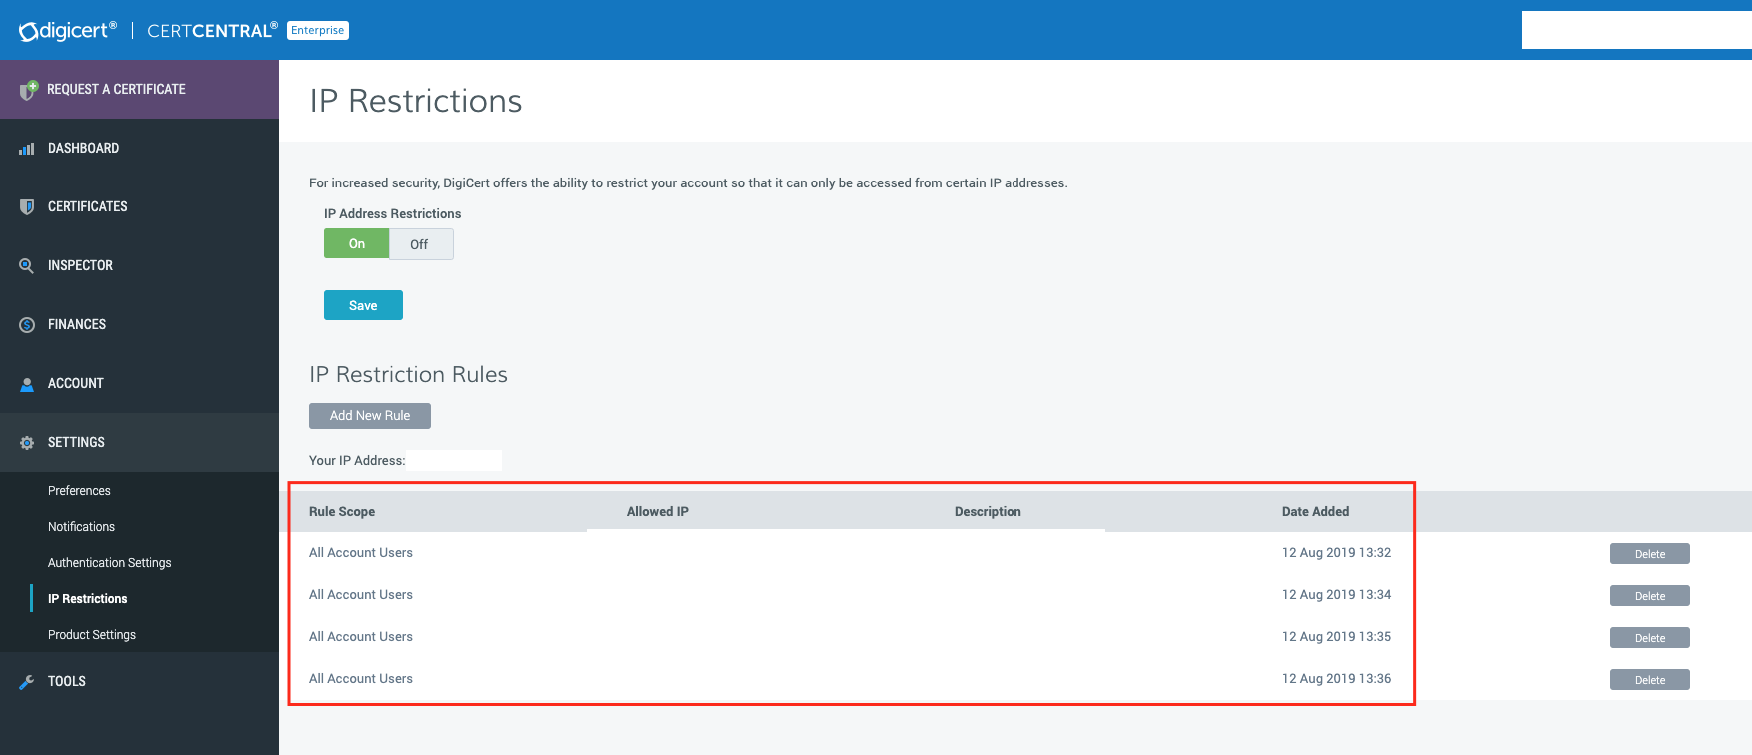 digicert® | CERTCENTRAL® Enterprise
REQUEST A CERTIFICATE
DASHBOARD
CERTIFICATES
INSPECTOR
FINANCES
ACCOUNT
SETTINGS
Preferences
Notifications
Authentication Settings
IP Restrictions
Product Settings
TOOLS
IP Restrictions
For increased security, DigiCert offers the ability to restrict your account so that it can only be accessed from certain IP addresses.
IP Address Restrictions
On Off
Save
IP Restriction Rules
Add New Rule
Your IP Address:
Rule Scope Allowed IP Description Date Added
All Account Users 12 Aug 2019 13:32 Delete
All Account Users 12 Aug 2019 13:34 Delete
All Account Users 12 Aug 2019 13:35 Delete
All Account Users 12 Aug 2019 13:36 Delete